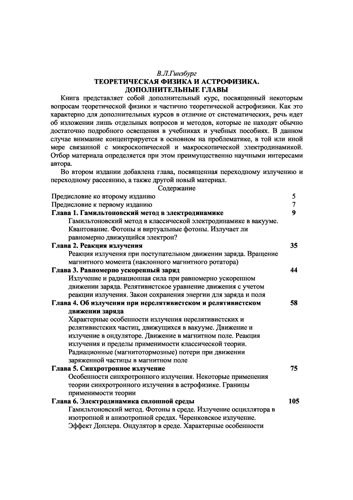 В.Л.Гинзбург
ТЕОРЕТИЧЕСКАЯ ФИЗИКА И АСТРОФИЗИКА.
ДОПОЛНИТЕЛЬНЫЕ ГЛАВЫ
Книга представляет собой дополнительный курс, посвященный некоторым
вопросам теоретической физики и частично теоретической астрофизики. Как это
характерно для дополнительных курсов в отличие от систематических, речь идет
об изложении лишь отдельных вопросов и методов, которые не находят обычно
достаточно подробного освещения в учебниках и учебных пособиях. В данном
случае внимание концентрируется в основном на проблематике, в той или иной
мере связанной с микроскопической и макроскопической электродинамикой.
Отбор материала определяется при этом преимущественно научными интересами
автора.
Во втором издании добавлена глава, посвященная переходному излучению и
переходному рассеянию, а также другой новый материал.
Содержание
Предисловие ко второму изданию 5
Предисловие к первому изданию 7
Глава 1. Гамильтоновский метод в электродинамике 9
Гамильтоновский метод в классической электродинамике в вакууме.
Квантование. Фотоны и виртуальные фотоны. Излучает ли
равномерно движущийся электрон?
Глава 2. Реакция излучения 35
Реакции излучения при поступательном движении заряда. Вращение
магнитного момента (наклонного магнитного ротатора)
Глава 3. Равномерно ускоренный заряд 44
Излучение и радиационная сила при равномерно ускоренном
движении заряда. Релятивистское уравнение движения с учетом
реакции излучения. Закон сохранения энергии для заряда и поля
Глава 4. Об излучении при нерелятивистском и релятивистском 58
движении заряда
Характерные особенности излучения нерелятивистских и
релятивистских частиц, движущихся в вакууме. Движение и
излучение в ондуляторе. Движение в магнитном поле. Реакция
излучения и пределы применимости классической теории.
Радиационные (магнитотормозные) потери при движении
заряженной частицы в магнитном поле
Глава 5. Синхротронное излучение 75
Особенности синхротронного излучения. Некоторые применения
теории синхротронного излучения в астрофизике. Границы
применимости теории
Глава 6. Электродинамика сплошной среды 105
Гамильтоновский метод. Фотоны в среде. Излучение осциллятора в
изотропной и анизотропной средах. Черенковское излучение.
Эффект Доплера. Ондулятор в среде. Характерные особенности